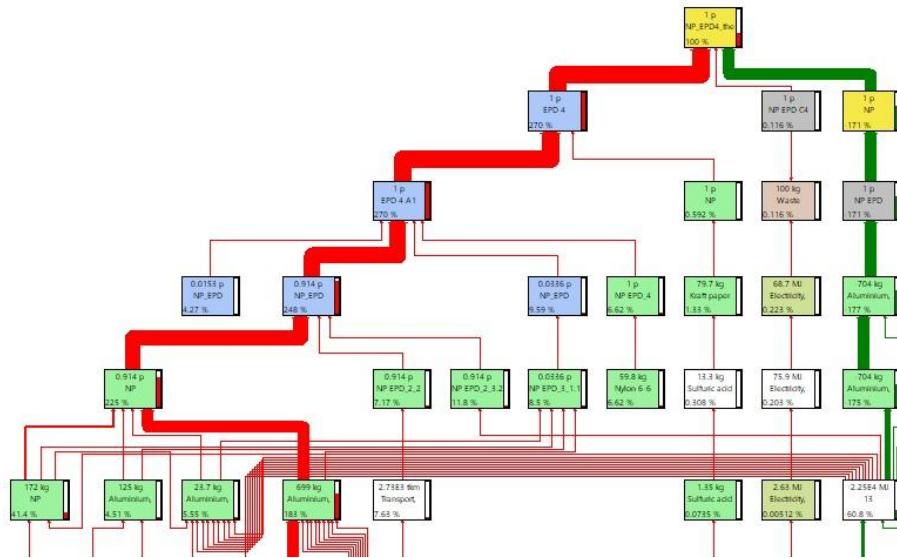 1 p
NP_EPD4_the
100 %
1 p
EPD 4
270 %
1 p
NP EPD C4
0.116 %
1 p
NP
-171 %
1 p
EPD 4 A1
270 %
1 p
NP
0.592 %
100 kg
Waste
0.116 %
1 p
NP EPD
171 %
0.0153 p
NP_EPD
4.27 %
0.914 p
NP_EPD
248 %
0.0336 p
NP_EPD
9.59 %
1 p
NP EPD_4
6.62 %
79.7 kg
Kraft paper
1.33 %
68.7 MJ
Electricity,
0.223 %
704 kg
Aluminium,
177 %
0.914 p
NP
225 %
0.914 p
NP EPD_2_2
7.17 %
0.914 p
NP EPD_2_3.2
11.8 %
0.0336 p
NP EPD_3_1.1
8.5 %
59.8 kg
Nylon 6-6
6.62 %
13.3 kg
Sulfuric acid
0.308 %
75.9 MJ
Electricity,
0.203 %
704 kg
Aluminium,
175 %
172 kg
NP
41.4 %
125 kg
Aluminium,
4.51 %
23.7 kg
Aluminium,
5.55 %
699 kg
Aluminium,
183 %
2.73E3 tkm
Transport,
7.63 %
1.35 kg
Sulfuric acid
0.0735 %
2.63 MJ
Electricity,
0.00512 %
2.25E4 MJ
13
60.8 %